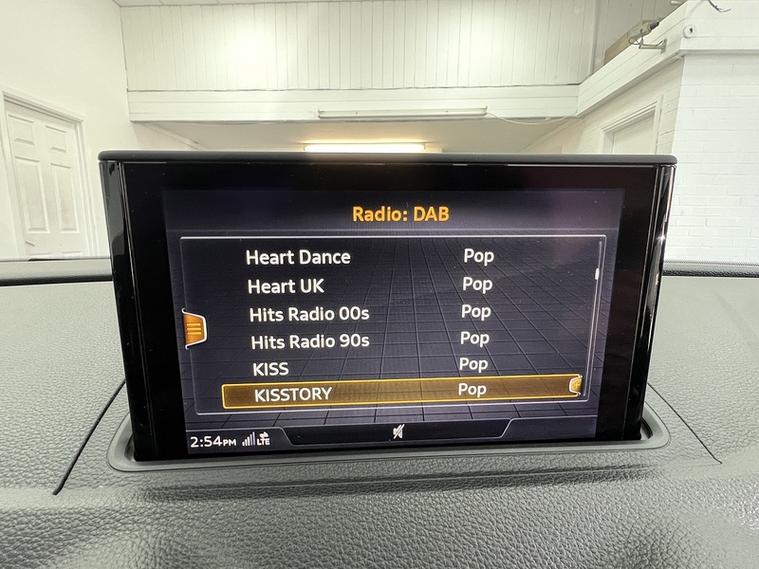 Radio: DAB
Heart Dance Pop
Heart UK Pop
Hits Radio 00s Pop
Hits Radio 90s Pop
KISS Pop
KISSTORY Pop
2:54PM LTE